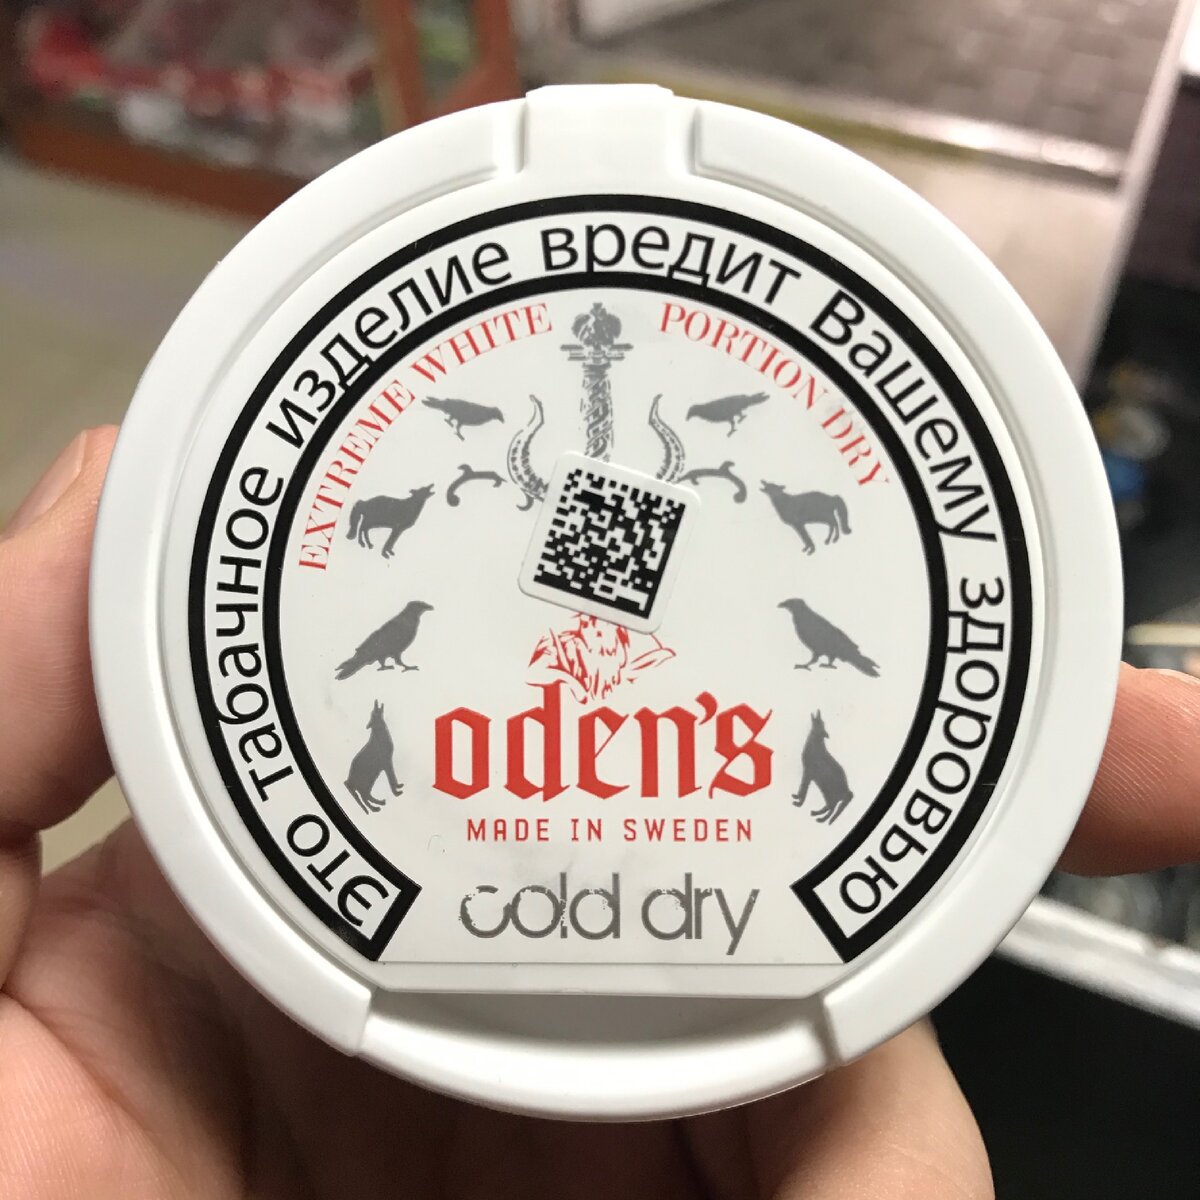 это табачное изделие вредит вашему здоровью
EXTREME WHITE PORTION DRY
oden's
MADE IN SWEDEN
cold dry